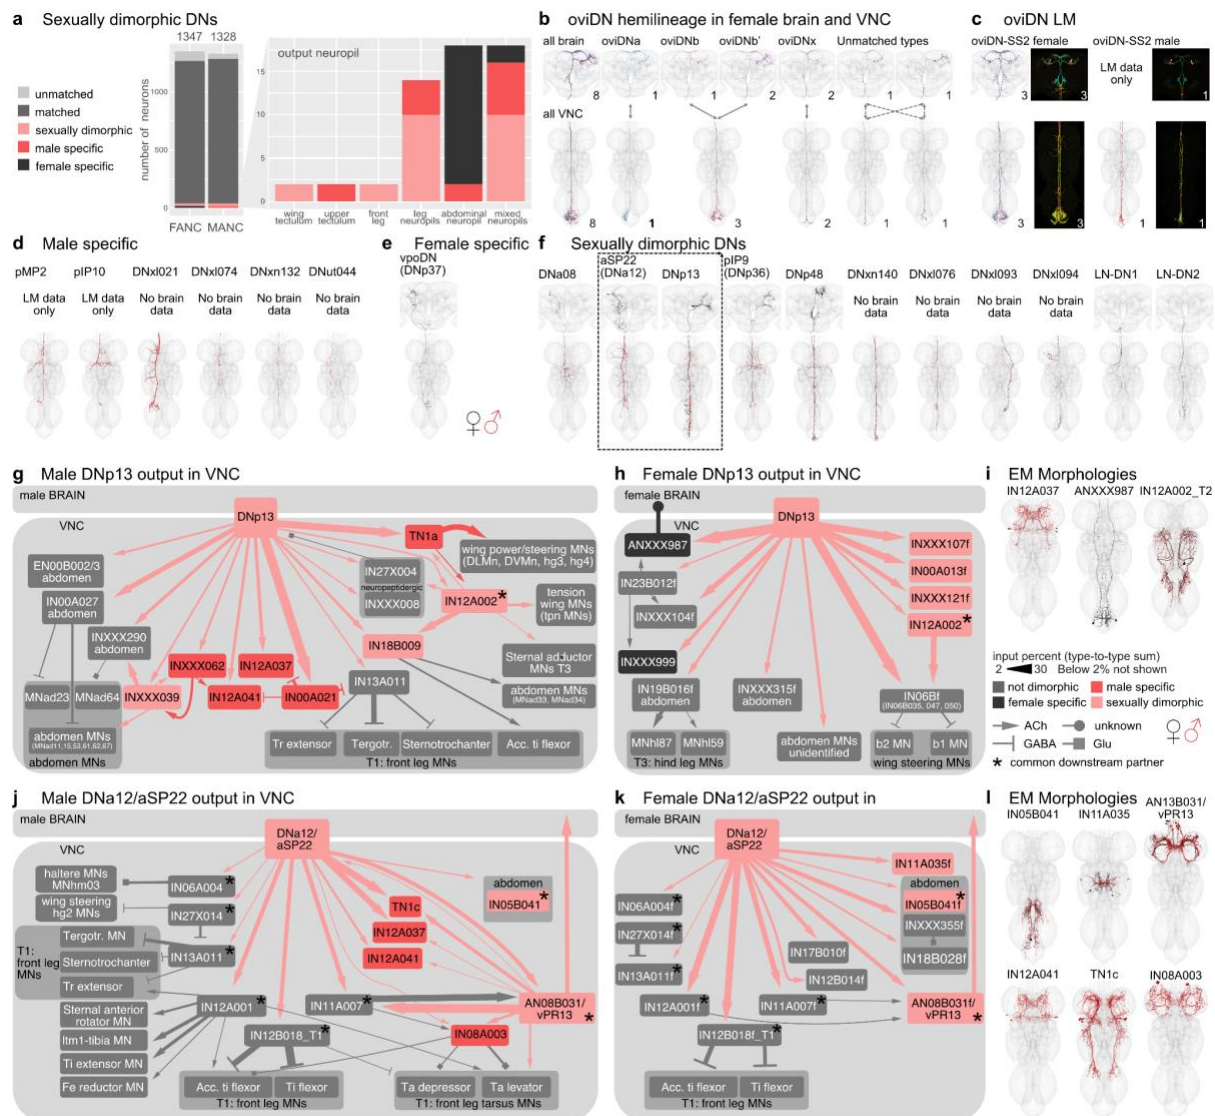 a Sexually dimorphic DNs
1347 1328
unmatched
matched
sexually dimorphic
male specific
female specific
number of neurons
1000
500
0
FANC MANC
output neuropil
15
10
5
0
wing tectum
upper tectum
front leg
leg neuropils
abdominal neuropil
mixed neuropils
b oviDN hemilineage in female brain and VNC
all brain oviDNa oviDNb oviDNb' oviDNx Unmatched types
8 1 1 2 2 1 1
all VNC
8 1 3 2 1 1
c oviDN LM
oviDN-SS2 female oviDN-SS2 male
LM data only
3 3 1
3 3 1 1
d Male specific
pMP2 pIP10 DNxl021 DNxl074 DNxn132 DNut044
LM data only
LM data only
No brain data
No brain data
No brain data
No brain data
e Female specific
vpoDN
(DNp37)
♀♂
f Sexually dimorphic DNs
DNa08
aSP22
(DNa12)
DNp13
pIP9
(DNp36)
DNp48
DNxn140 DNxl076 DNxl093 DNxl094 LN-DN1 LN-DN2
No brain data
No brain data
No brain data
No brain data
g Male DNp13 output in VNC
male BRAIN
DNp13
VNC
TN1a
wing power/steering MNs
(DLMn, DVMn, hg3, hg4)
EN00B002/3
abdomen
IN27X004
neuropeptidergic
INXXX008
IN00A027
abdomen
IN12A002*
tension
wing MNs
(tpn MNs)
INXXX290
abdomen
IN18B009
Sternal adductor
MNs T3
INXXX062
IN12A037
IN13A011
abdomen MNs
(MNad33, MNad34)
MNad23
MNad64
INXXX039
IN12A041
IN00A021
abdomen MNs
(MNad11,15,53,61,62,67)
abdomen MNs
Tr extensor
Tergotr.
Sternotrochanter
Acc. ti flexor
T1: front leg MNs
h Female DNp13 output in VNC
female BRAIN
VNC
DNp13
ANXXX987
INXXX107f
IN23B012f
IN00A013f
INXXX104f
INXXX121f
IN12A002*
INXXX999
IN19B016f
abdomen
INXXX315f
abdomen
IN06Bf
(IN06B035, 047, 050)
MNhl87
MNhl59
T3: hind leg MNs
abdomen MNs
unidentified
b2 MN
b1 MN
wing steering MNs
i EM Morphologies
IN12A037 ANXXX987 IN12A002_T2
input percent (type-to-type sum)
2 30 Below 2% not shown
not dimorphic
male specific
female specific
sexually dimorphic
ACh
unknown
GABA
Glu
♀♂
* common downstream partner
j Male DNa12/aSP22 output in VNC
male BRAIN
DNa12/
aSP22
VNC
haltere MNs
MNhm03
IN06A004*
abdomen
IN05B041*
wing steering
hg2 MNs
IN27X014*
TN1c
Tergotr. MN
IN12A037
T1:
front leg
MNs
Sternotrochanter
IN13A011*
IN12A041
Tr extensor
Sternal anterior
rotator MN
IN12A001*
IN11A007*
AN08B031/
vPR13
*
ltm1-tibia MN
IN12B018_T1*
IN08A003
Ti extensor MN
Fe reductor MN
Acc. ti flexor
Ti flexor
T1: front leg MNs
Ta depressor
Ta levator
T1: front leg tarsus MNs
k Female DNa12/aSP22 output in
female BRAIN
VNC
DNa12/
aSP22
IN11A035f
abdomen
IN06A004f*
IN05B041f*
IN27X014f*
INXXX355f
IN17B010f
IN18B028f
IN13A011f*
IN12B014f
IN12A001f*
IN11A007f*
AN08B031f/
vPR13
*
IN12B018f_T1*
Acc. ti flexor
Ti flexor
T1: front leg MNs
l EM Morphologies
IN05B041 IN11A035
AN13B031/
vPR13
IN12A041 TN1c IN08A003